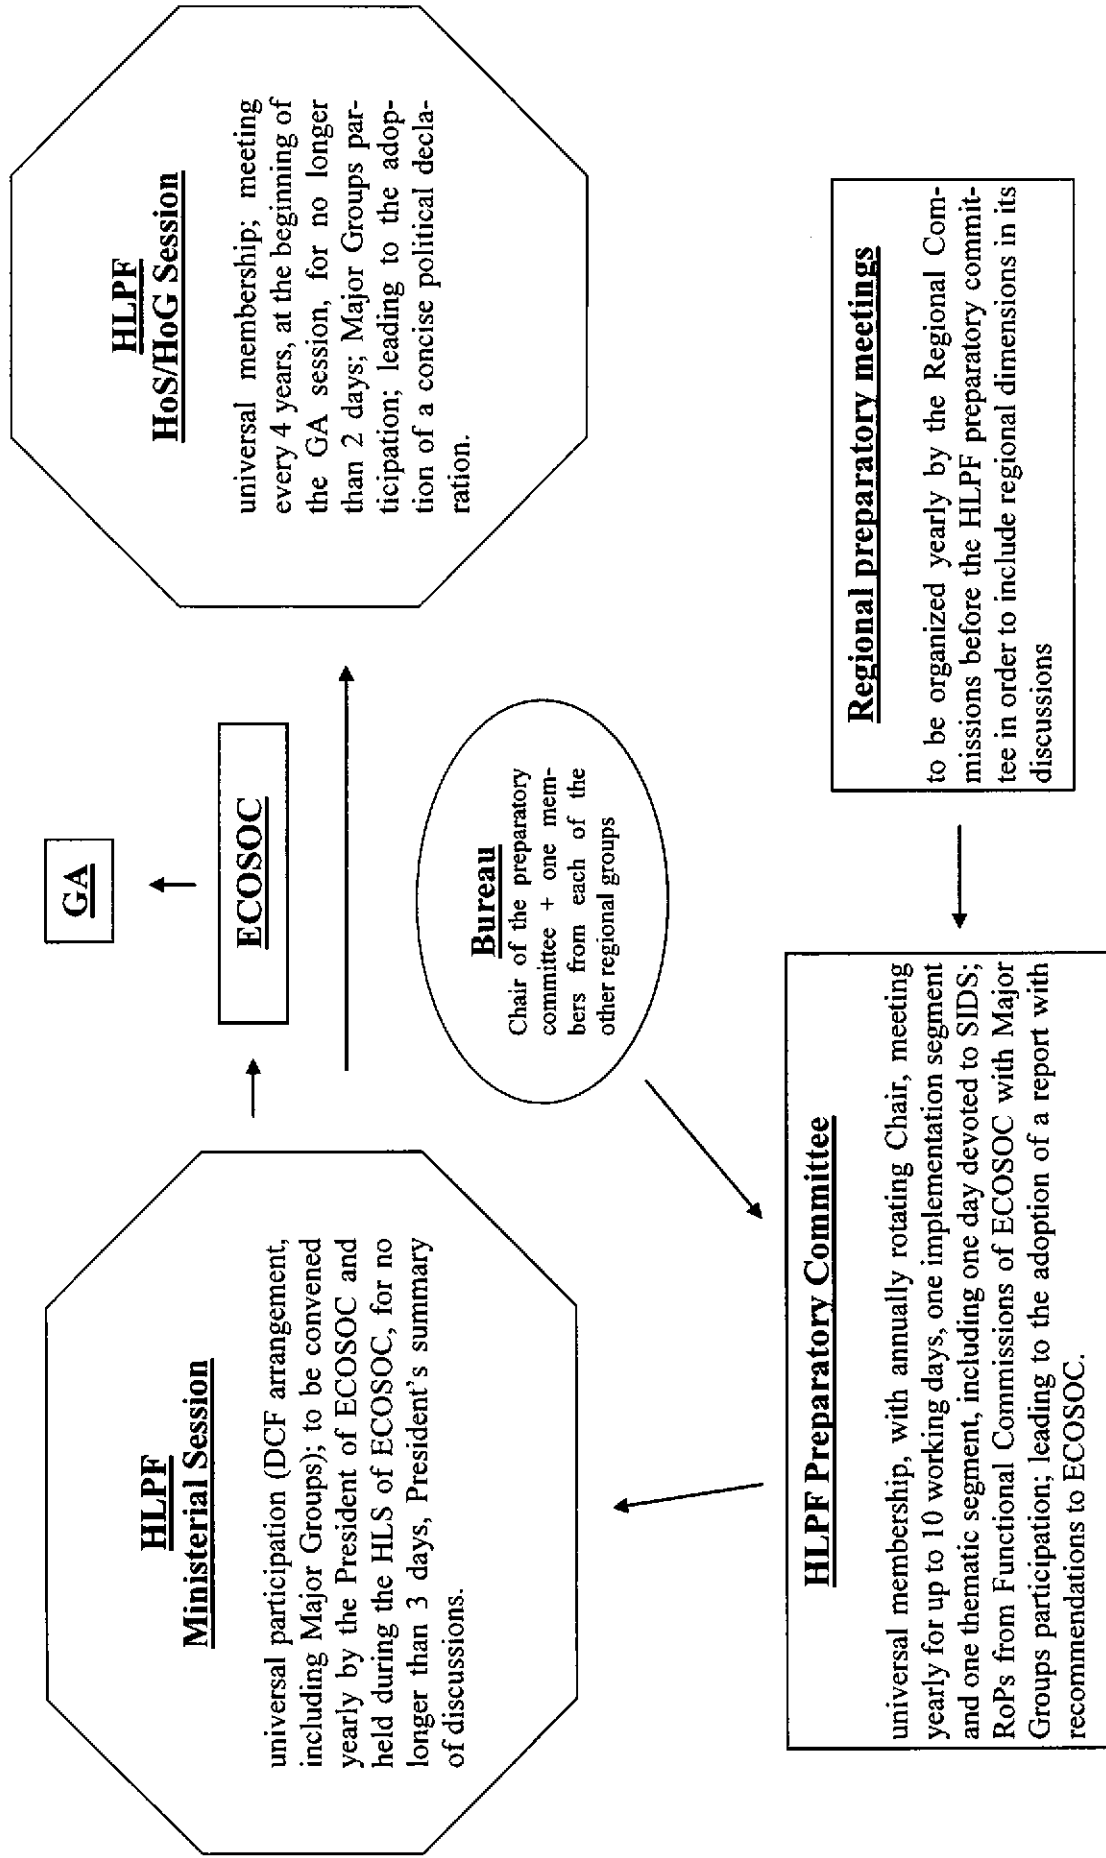 GA
ECOSOC
HLPF
Ministerial Session
universal participation (DCF arrangement,
including Major Groups); to be convened
yearly by the President of ECOSOC and
held during the HLS of ECOSOC, for no
longer than 3 days, President's summary
of discussions.
HLPF
HoS/HoG Session
universal membership; meeting
every 4 years, at the beginning of
the GA session, for no longer
than 2 days; Major Groups par-
ticipation; leading to the adop-
tion of a concise political decla-
ration.
Bureau
Chair of the preparatory
committee + one mem-
bers from each of the
other regional groups
HLPF Preparatory Committee
universal membership, with annually rotating Chair, meeting
yearly for up to 10 working days, one implementation segment
and one thematic segment, including one day devoted to SIDS;
RoPs from Functional Commissions of ECOSOC with Major
Groups participation; leading to the adoption of a report with
recommendations to ECOSOC.
Regional preparatory meetings
to be organized yearly by the Regional Com-
missions before the HLPF preparatory commit-
tee in order to include regional dimensions in its
discussions